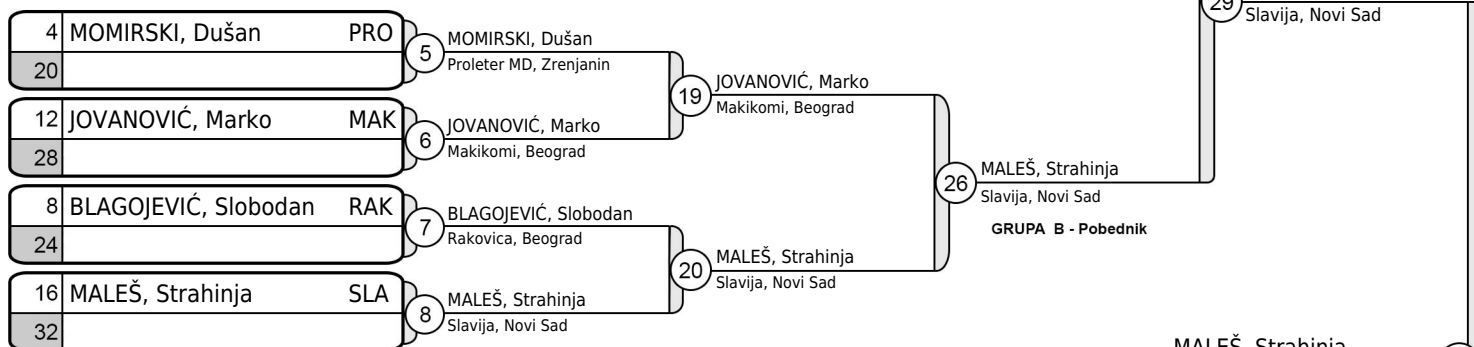 29
Slavija, Novi Sad
4 MOMIRSKI, Dušan PRO
20
5
MOMIRSKI, Dušan
Proleter MD, Zrenjanin
19
JOVANOVIĆ, Marko
Makikomi, Beograd
12 JOVANOVIĆ, Marko MAK
28
6
JOVANOVIĆ, Marko
Makikomi, Beograd
26
MALEŠ, Strahinja
Slavija, Novi Sad
GRUPA B - Pobednik
8 BLAGOJEVIĆ, Slobodan RAK
24
7
BLAGOJEVIĆ, Slobodan
Rakovica, Beograd
20
MALEŠ, Strahinja
Slavija, Novi Sad
16 MALEŠ, Strahinja SLA
32
8
MALEŠ, Strahinja
Slavija, Novi Sad
MALEŠ, Strahinja